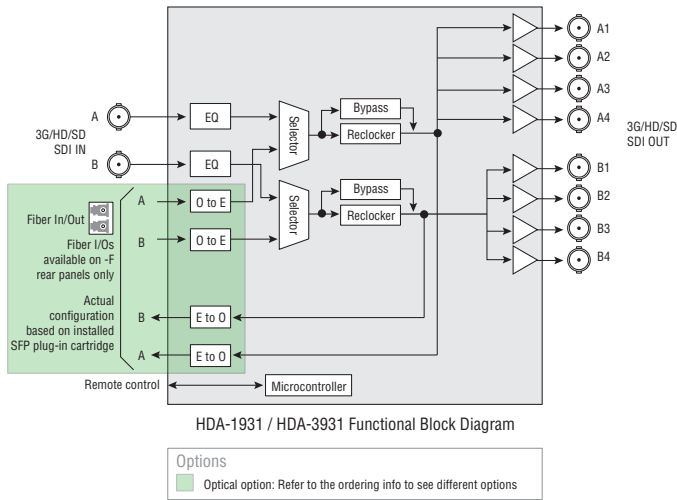 A
3G/HD/SD
SDI IN
B
EQ
EQ
Selector
Selector
Bypass
Reclocker
Bypass
Reclocker
A1
A2
A3
A4
3G/HD/SD
SDI OUT
B1
B2
B3
B4
Fiber In/Out
Fiber I/Os
available on -F
rear panels only
Actual
configuration
based on installed
SFP plug-in cartridge
A
B
B
A
O to E
O to E
E to O
E to O
Remote control
Microcontroller
HDA-1931 / HDA-3931 Functional Block Diagram
Options
Optical option: Refer to the ordering info to see different options